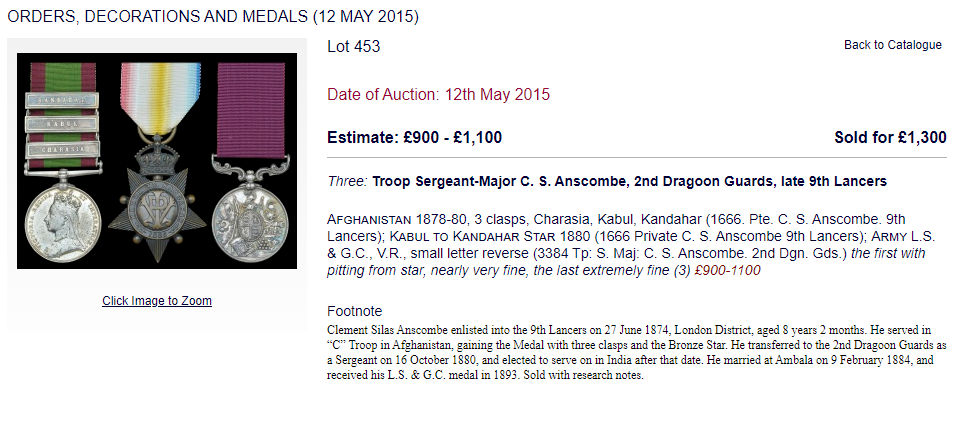 ORDERS, DECORATIONS AND MEDALS (12 MAY 2015)
Lot 453
Back to Catalogue
KANDAHAR
KABUL
CHARASIA
Date of Auction: 12th May 2015
Estimate: £900 - £1,100
Sold for £1,300
Three: Troop Sergeant-Major C. S. Anscombe, 2nd Dragoon Guards, late 9th Lancers
AFGHANISTAN 1878-80, 3 clasps, Charasia, Kabul, Kandahar (1666. Pte. C. S. Anscombe. 9th
Lancers); KABUL TO KANDAHAR STAR 1880 (1666 Private C. S. Anscombe 9th Lancers); ARMY L.S.
& G.C., V.R., small letter reverse (3384 Tp: S. Maj: C. S. Anscombe. 2nd Dgn. Gds.) the first with
pitting from star, nearly very fine, the last extremely fine (3) £900-1100
Click Image to Zoom
Footnote
Clement Silas Anscombe enlisted into the 9th Lancers on 27 June 1874, London District, aged 8 years 2 months. He served in
“C” Troop in Afghanistan, gaining the Medal with three clasps and the Bronze Star. He transferred to the 2nd Dragoon Guards as
a Sergeant on 16 October 1880, and elected to serve on in India after that date. He married at Ambala on 9 February 1884, and
received his L.S. & G.C. medal in 1893. Sold with research notes.